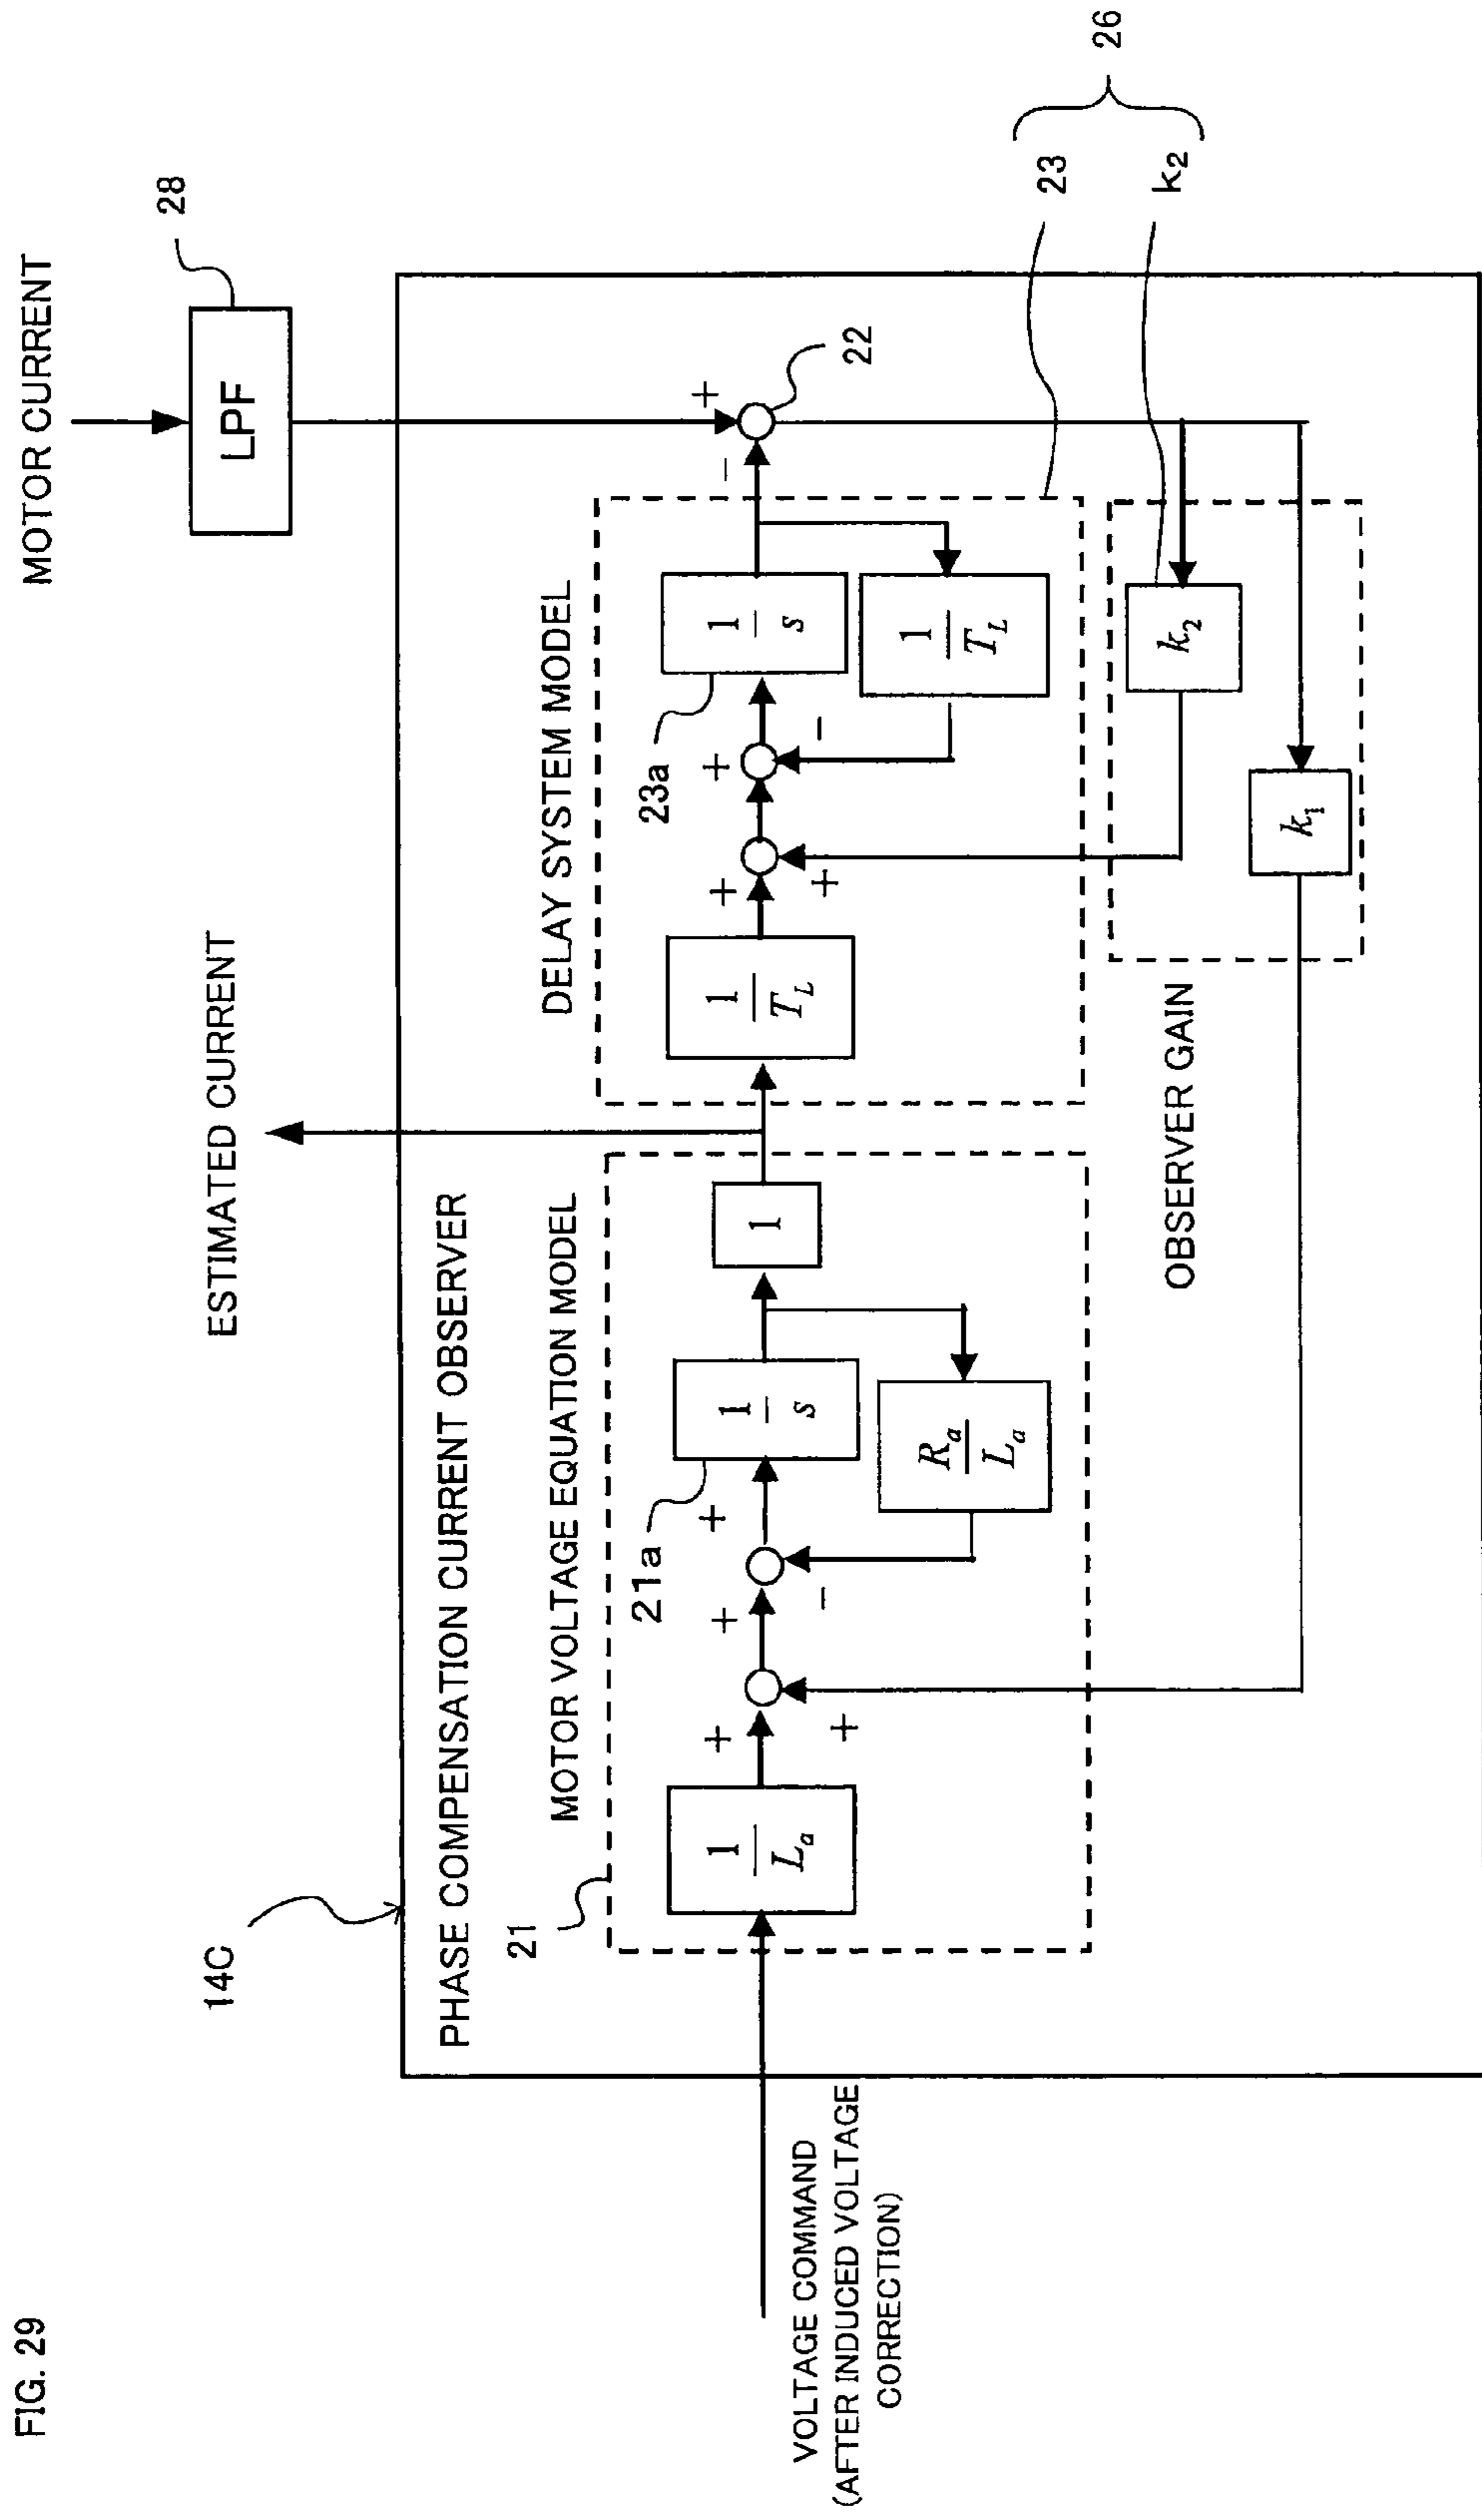 FIG. 29
MOTOR CURRENT
28
LPF
ESTIMATED CURRENT
14C
PHASE COMPENSATION CURRENT OBSERVER
21
MOTOR VOLTAGE EQUATION MODEL
DELAY SYSTEM MODEL
21a
23a
22
23
k2
26
VOLTAGE COMMAND
(AFTER INDUCED VOLTAGE
CORRECTION)
1
La
+
+
+
-
+
1
s
Ra
La
1
1
TL
+
+
+
-
1
s
1
TL
-
+
OBSERVER GAIN
k2
k1